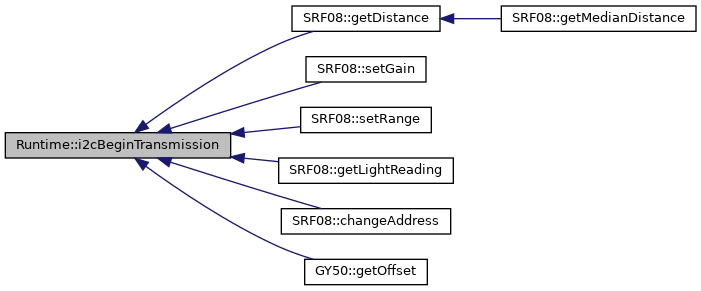 SRF08::getDistance
SRF08::getMedianDistance
SRF08::setGain
SRF08::setRange
Runtime::i2cBeginTransmission
SRF08::getLightReading
SRF08::changeAddress
GY50::getOffset